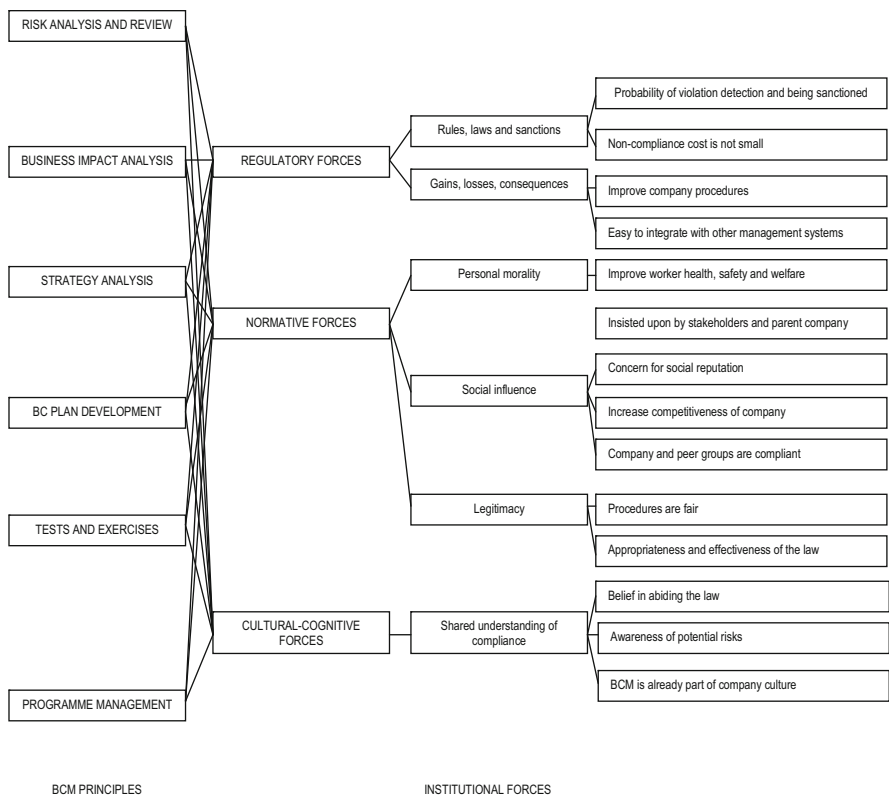 RISK ANALYSIS AND REVIEW
BUSINESS IMPACT ANALYSIS
STRATEGY ANALYSIS
BC PLAN DEVELOPMENT
TESTS AND EXERCISES
PROGRAMME MANAGEMENT
REGULATORY FORCES
NORMATIVE FORCES
CULTURAL-COGNITIVE
FORCES
Rules, laws and sanctions
Gains, losses, consequences
Personal morality
Social influence
Legitimacy
Shared understanding of
compliance
Probability of violation detection and being sanctioned
Non-compliance cost is not small
Improve company procedures
Easy to integrate with other management systems
Improve worker health, safety and welfare
Insisted upon by stakeholders and parent company
Concern for social reputation
Increase competitiveness of company
Company and peer groups are compliant
Procedures are fair
Appropriateness and effectiveness of the law
Belief in abiding the law
Awareness of potential risks
BCM is already part of company culture
BCM PRINCIPLES
INSTITUTIONAL FORCES